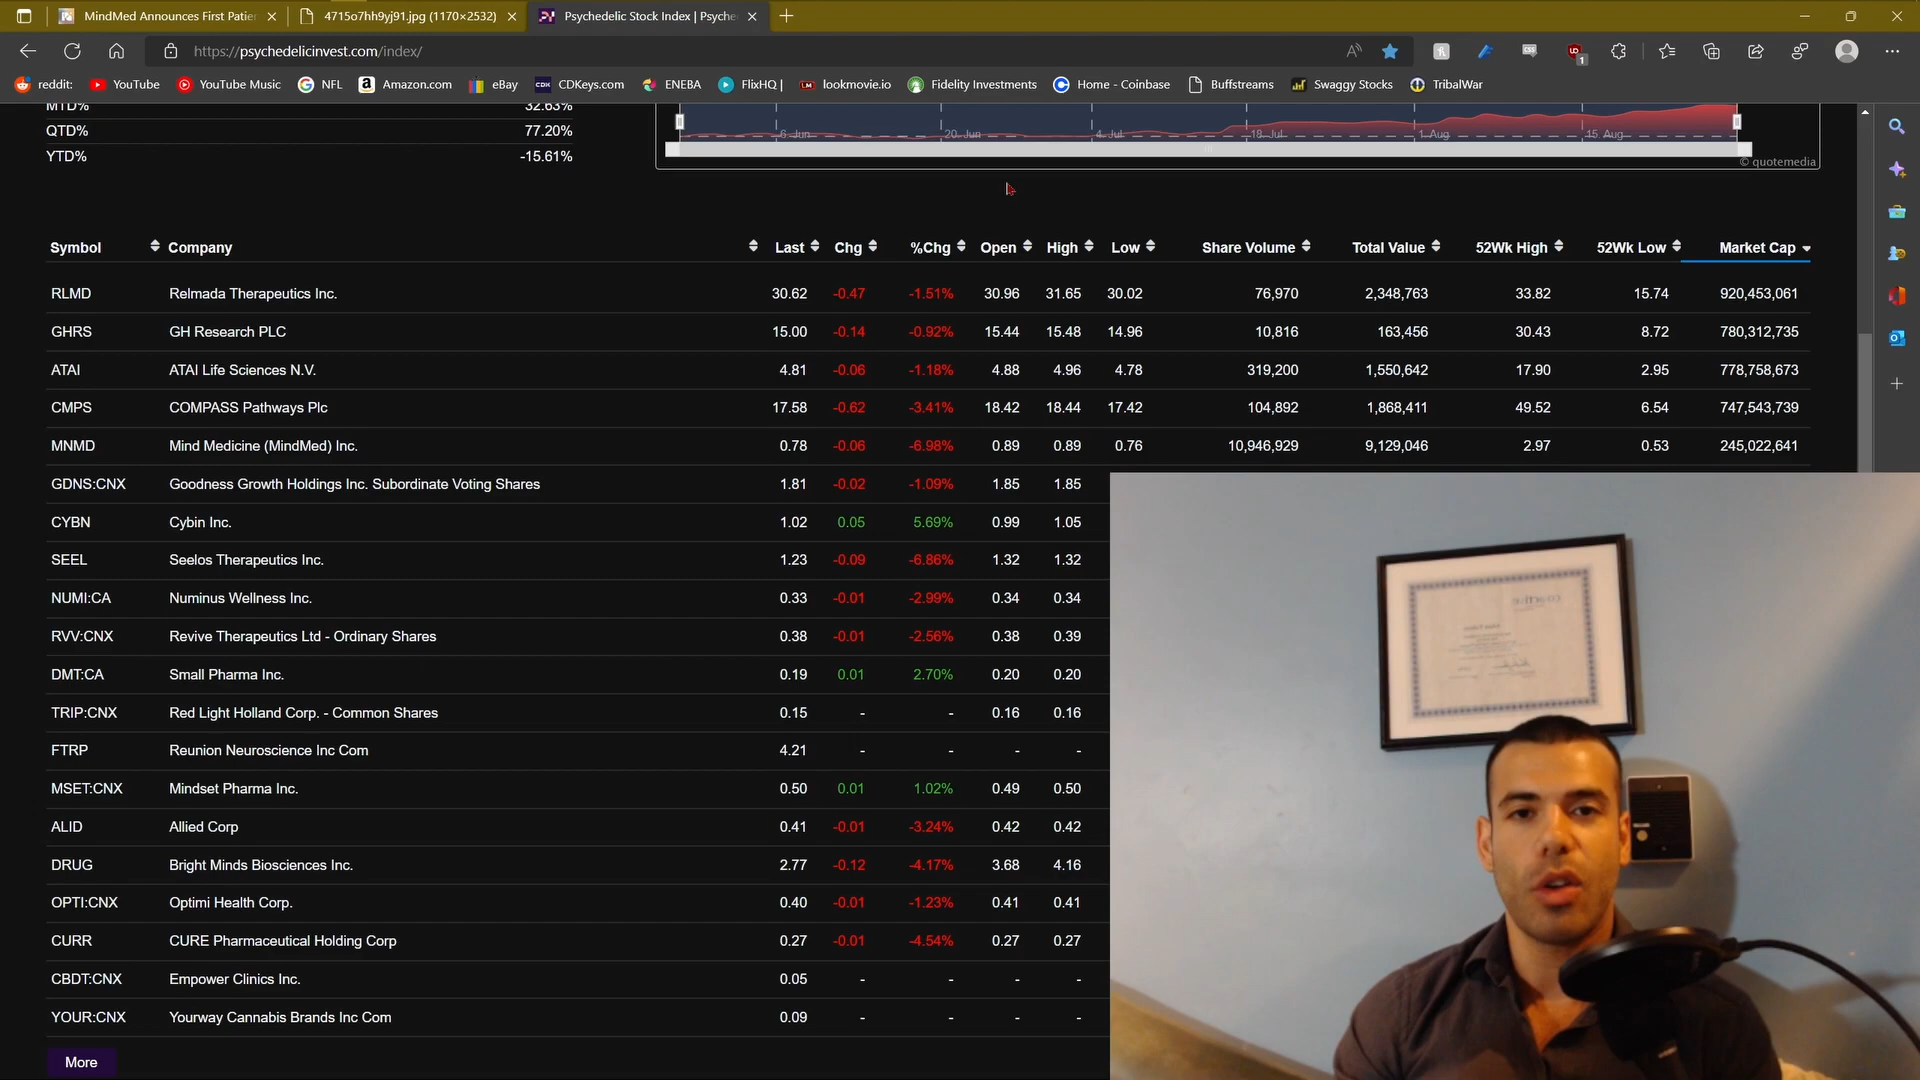 MindMed Announces First Patie
4715o7hh9yj91.jpg (1170×2532)
Psychedelic Stock Index | Psyche
https://psychedelicinvest.com/index/
reddit:
YouTube
YouTube Music
NFL
Amazon.com
eBay
CDKeys.com
ENEBA
FlixHQ |
lookmovie.io
Fidelity Investments
Home - Coinbase
Buffstreams
Swaggy Stocks
TribalWar
MTD% 32.63%
QTD% 77.20%
YTD% -15.61%
6. Jun 20. Jun 4. Jul 18. Jul 1. Aug 15. Aug
© quotemedia
Symbol Company Last Chg %Chg Open High Low Share Volume Total Value 52Wk High 52Wk Low Market Cap
RLMD Relmada Therapeutics Inc. 30.62 -0.47 -1.51% 30.96 31.65 30.02 76,970 2,348,763 33.82 15.74 920,453,061
GHRS GH Research PLC 15.00 -0.14 -0.92% 15.44 15.48 14.96 10,816 163,456 30.43 8.72 780,312,735
ATAI ATAI Life Sciences N.V. 4.81 -0.06 -1.18% 4.88 4.96 4.78 319,200 1,550,642 17.90 2.95 778,758,673
CMPS COMPASS Pathways Plc 17.58 -0.62 -3.41% 18.42 18.44 17.42 104,892 1,868,411 49.52 6.54 747,543,739
MNMD Mind Medicine (MindMed) Inc. 0.78 -0.06 -6.98% 0.89 0.89 0.76 10,946,929 9,129,046 2.97 0.53 245,022,641
GDNS:CNX Goodness Growth Holdings Inc. Subordinate Voting Shares 1.81 -0.02 -1.09% 1.85 1.85
CYBN Cybin Inc. 1.02 0.05 5.69% 0.99 1.05
SEEL Seelos Therapeutics Inc. 1.23 -0.09 -6.86% 1.32 1.32
NUMI:CA Numinus Wellness Inc. 0.33 -0.01 -2.99% 0.34 0.34
RVV:CNX Revive Therapeutics Ltd - Ordinary Shares 0.38 -0.01 -2.56% 0.38 0.39
DMT:CA Small Pharma Inc. 0.19 0.01 2.70% 0.20 0.20
TRIP:CNX Red Light Holland Corp. - Common Shares 0.15 - - 0.16 0.16
FTRP Reunion Neuroscience Inc Com 4.21 - - - -
MSET:CNX Mindset Pharma Inc. 0.50 0.01 1.02% 0.49 0.50
ALID Allied Corp 0.41 -0.01 -3.24% 0.42 0.42
DRUG Bright Minds Biosciences Inc. 2.77 -0.12 -4.17% 3.68 4.16
OPTI:CNX Optimi Health Corp. 0.40 -0.01 -1.23% 0.41 0.41
CURR CURE Pharmaceutical Holding Corp 0.27 -0.01 -4.54% 0.27 0.27
CBDT:CNX Empower Clinics Inc. 0.05 - - - -
YOUR:CNX Yourway Cannabis Brands Inc Com 0.09 - - - -
More